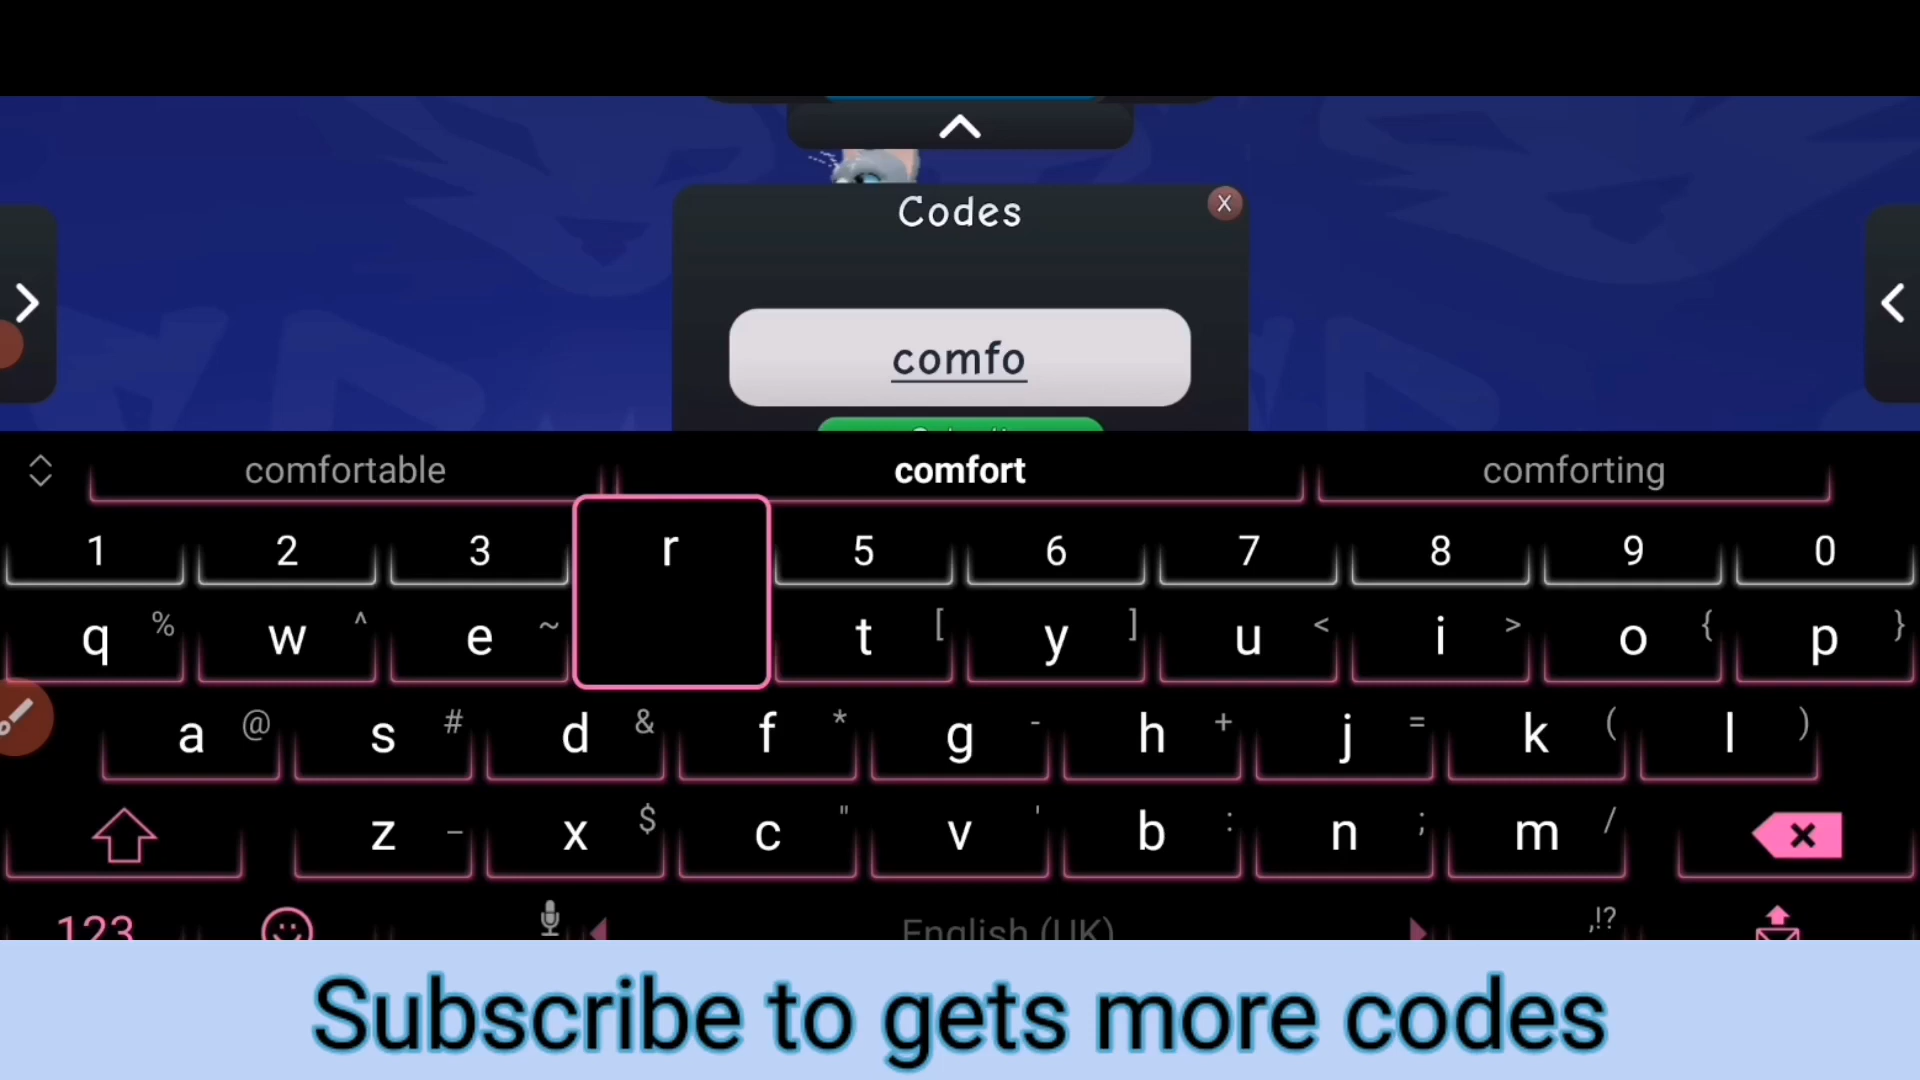 Codes
X
comfo
comfortable comfort comforting
1 2 3 r 5 6 7 8 9 0
q % w ^ e ~ t [ y ] u < i > o { p }
a @ s # d & f * g - h + j = k ( l )
z _ x $ c " v ' b : n ; m /
123 English (UK) ,!?
Subscribe to gets more codes